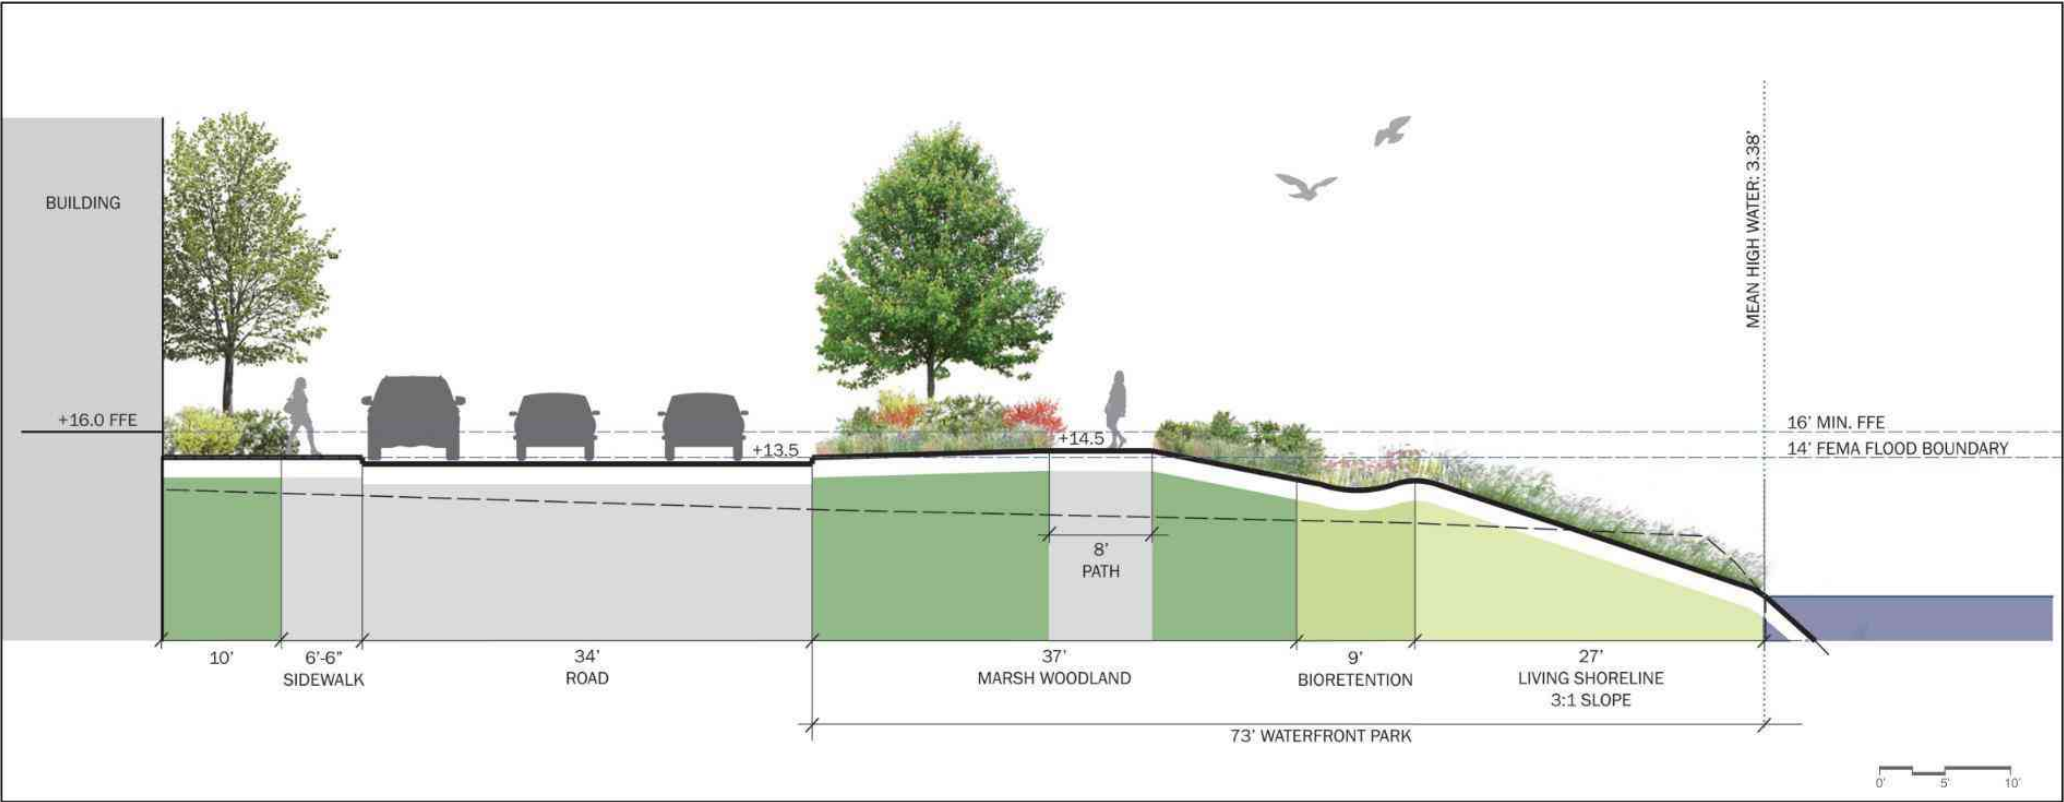 BUILDING
MEAN HIGH WATER: 3.38'
+16.0 FFE
16' MIN. FFE
+14.5
+13.5
14' FEMA FLOOD BOUNDARY
8'
PATH
10'
6'-6"
SIDEWALK
34'
ROAD
37'
MARSH WOODLAND
9'
BIORETENTION
27'
LIVING SHORELINE
3:1 SLOPE
73' WATERFRONT PARK
0' 5' 10'